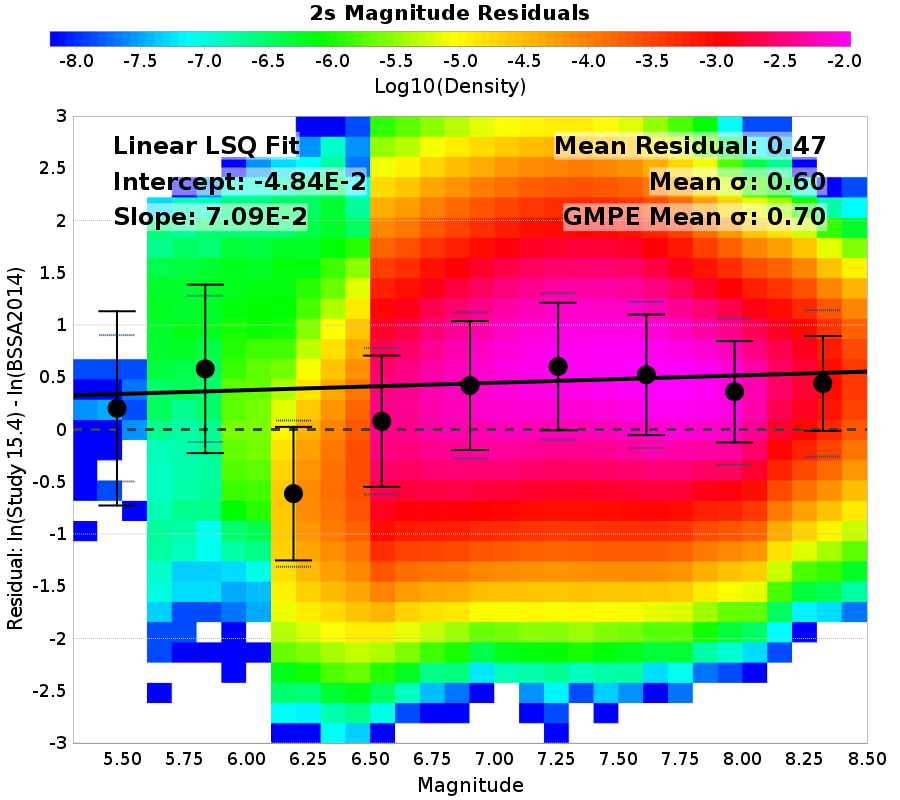 2s Magnitude Residuals
-8.0 -7.5 -7.0 -6.5 -6.0 -5.5 -5.0 -4.5 -4.0 -3.5 -3.0 -2.5 -2.0
Log10(Density)
Linear LSQ Fit
Intercept: -4.84E-2
Slope: 7.09E-2
Mean Residual: 0.47
Mean σ: 0.60
GMPE Mean σ: 0.70
Residual: ln(Study 15.4) - ln(BSSA2014)
3
2.5
2
1.5
1
0.5
0
-0.5
-1
-1.5
-2
-2.5
-3
5.50 5.75 6.00 6.25 6.50 6.75 7.00 7.25 7.50 7.75 8.00 8.25 8.50
Magnitude